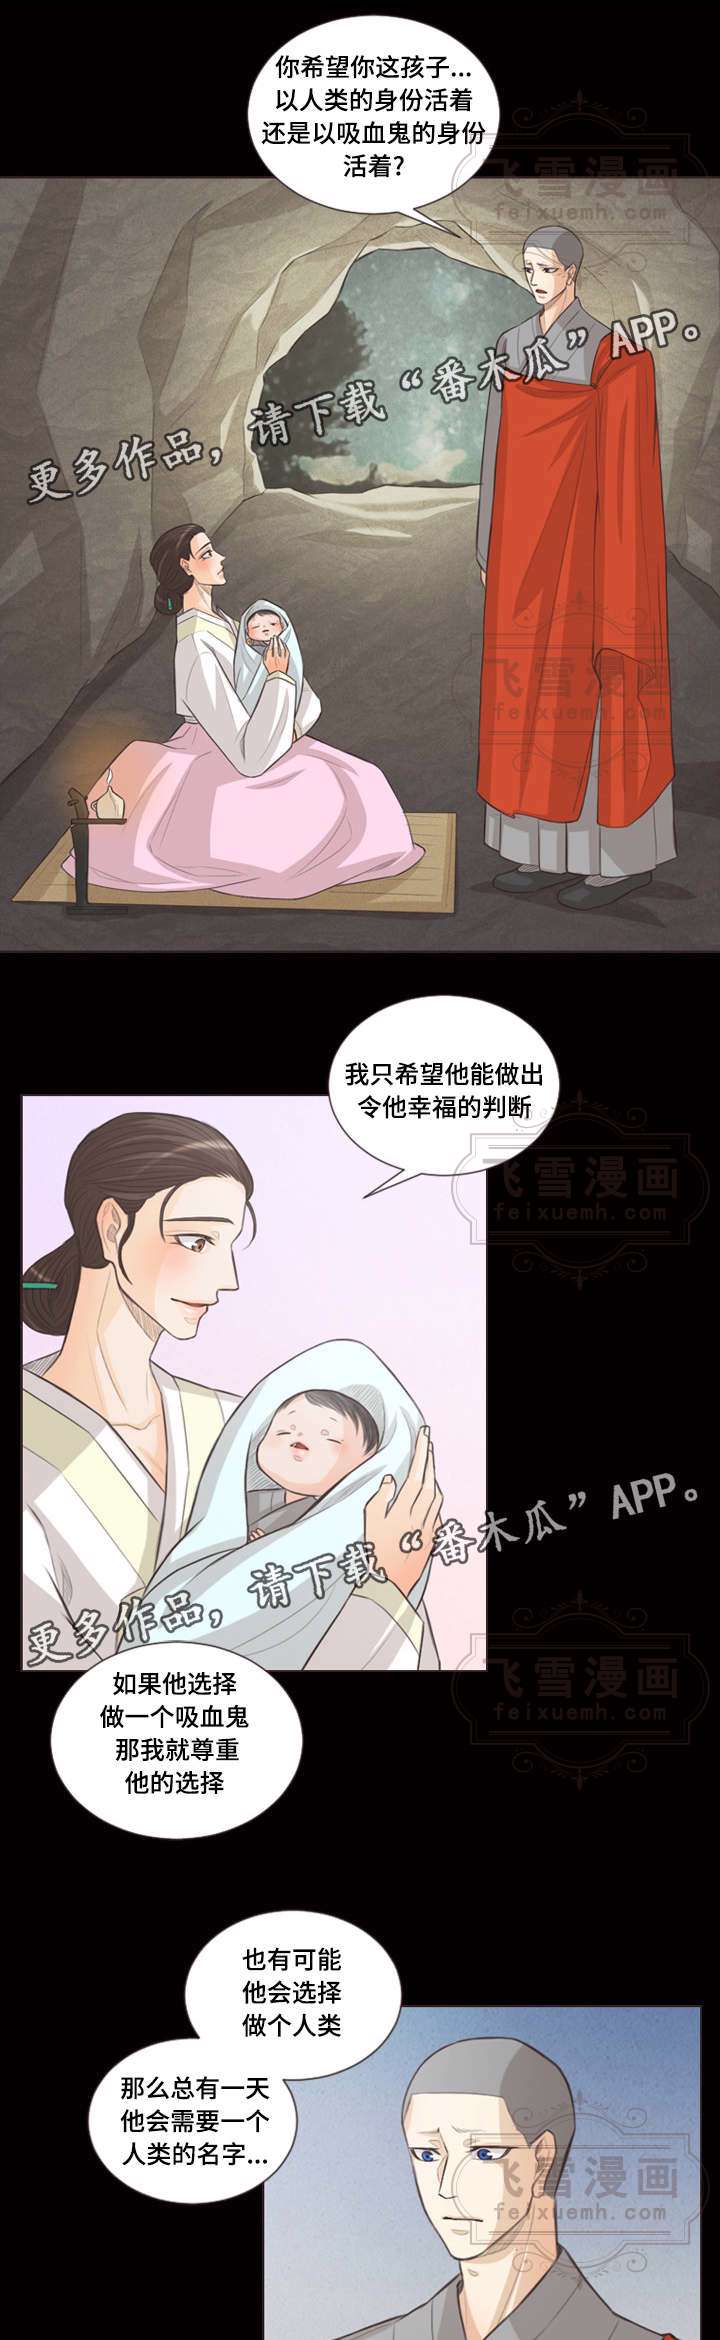 你希望你这孩子...
以人类的身份活着
还是以吸血鬼的身份
活着?
飞雪漫画
feixuemh.com
更多作品，请下载“番木瓜”APP。
飞雪漫画
feixuemh.com
我只希望他能做出
令他幸福的判断
飞雪漫画
feixuemh.com
更多作品，请下载“番木瓜”APP。
如果他选择
做一个吸血鬼
那我就尊重
他的选择
飞雪漫画
feixuemh.com
也有可能
他会选择
做个人类
那么总有一天
他会需要一个
人类的名字...
飞雪漫画
feixuemh.com